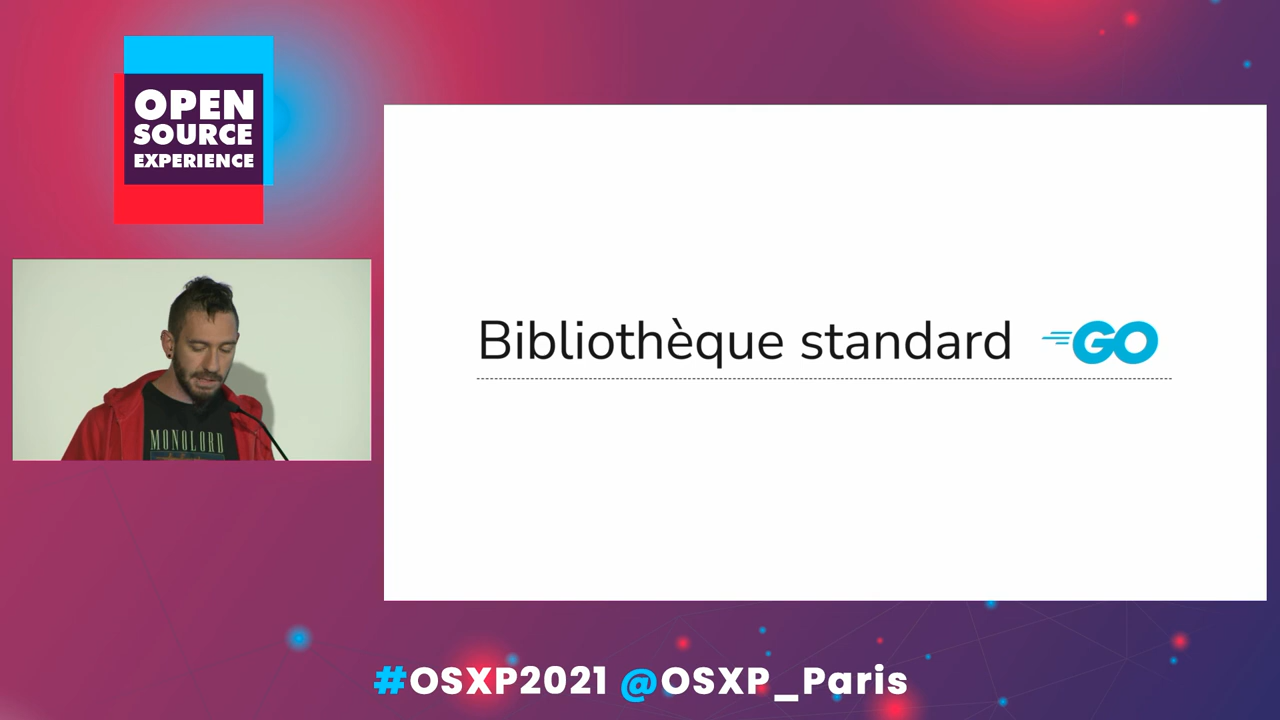 OPEN
SOURCE
EXPERIENCE
MONOLORD
Bibliothèque standard GO
#OSXP2021 @OSXP_Paris